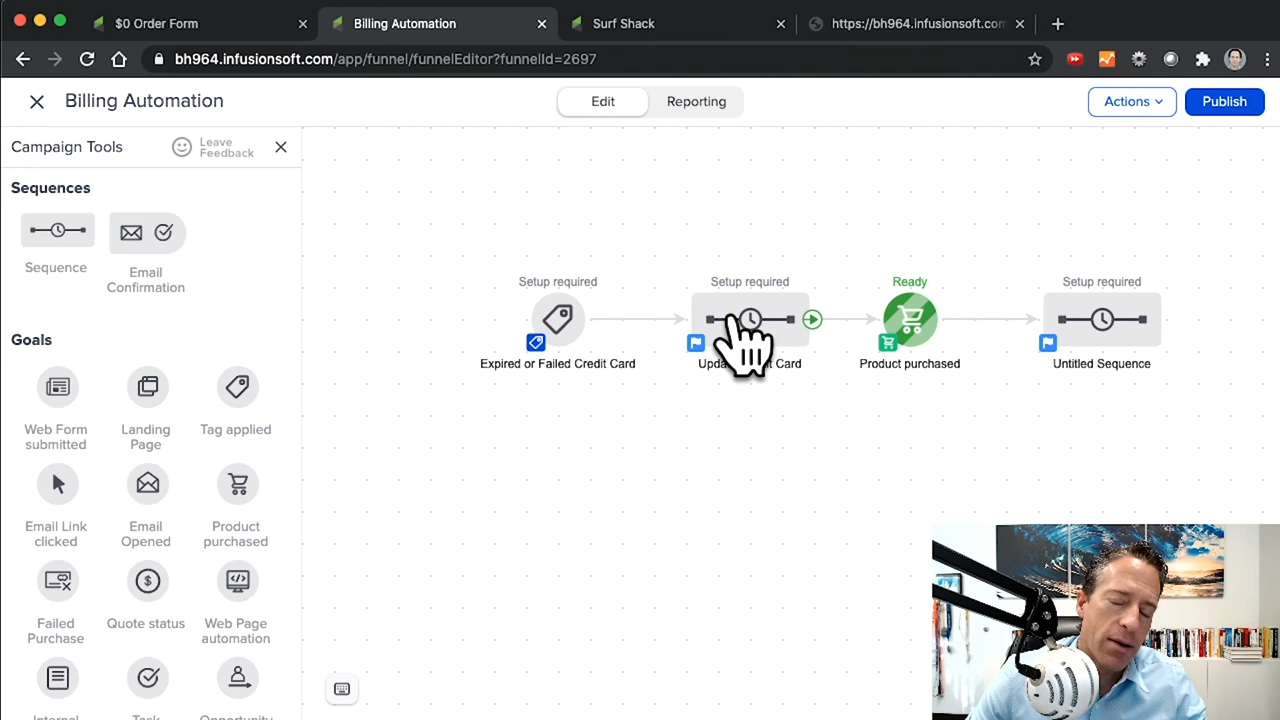 $0 Order Form
Billing Automation
Surf Shack
https://bh964.infusionsoft.com
bh964.infusionsoft.com/app/funnel/funnelEditor?funnelId=2697
Billing Automation
Edit
Reporting
Actions
Publish
Campaign Tools
Leave
Feedback
Sequences
Sequence
Email
Confirmation
Goals
Web Form
submitted
Landing
Page
Tag applied
Email Link
clicked
Email
Opened
Product
purchased
Failed
Purchase
Quote status
Web Page
automation
Internal
Task
Opportunity
Setup required
Expired or Failed Credit Card
Setup required
Card
Ready
Product purchased
Setup required
Untitled Sequence